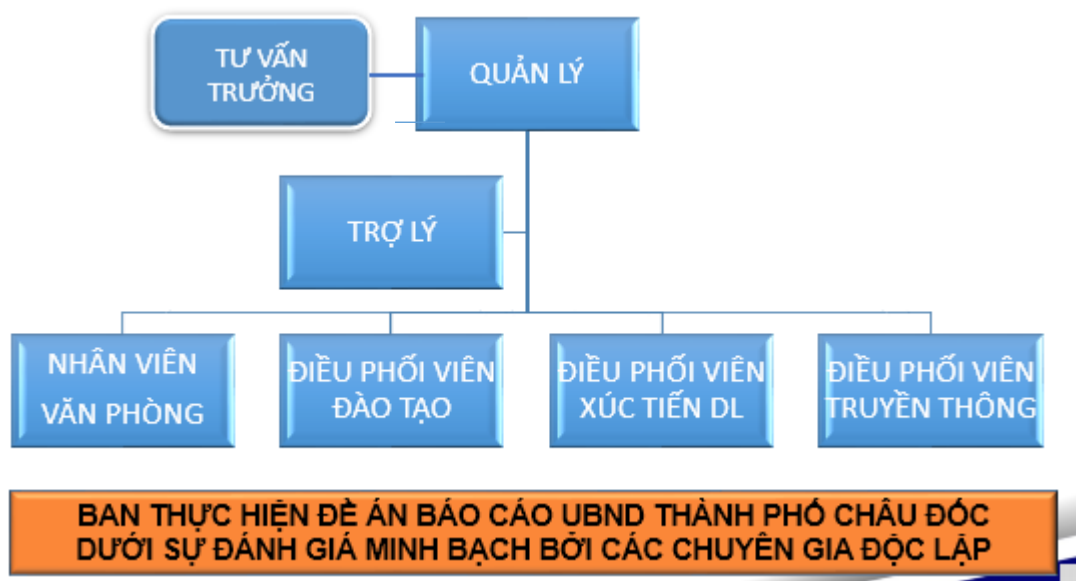 TƯ VẤN
TRƯỞNG
QUẢN LÝ
TRỢ LÝ
NHÂN VIÊN
VĂN PHÒNG
ĐIỀU PHỐI VIÊN
ĐÀO TẠO
ĐIỀU PHỐI VIÊN
XÚC TIẾN DL
ĐIỀU PHỐI VIÊN
TRUYỀN THÔNG
BAN THỰC HIỆN ĐỀ ÁN BÁO CÁO UBND THÀNH PHỐ CHÂU ĐỐC
DƯỚI SỰ ĐÁNH GIÁ MINH BẠCH BỞI CÁC CHUYÊN GIA ĐỘC LẬP